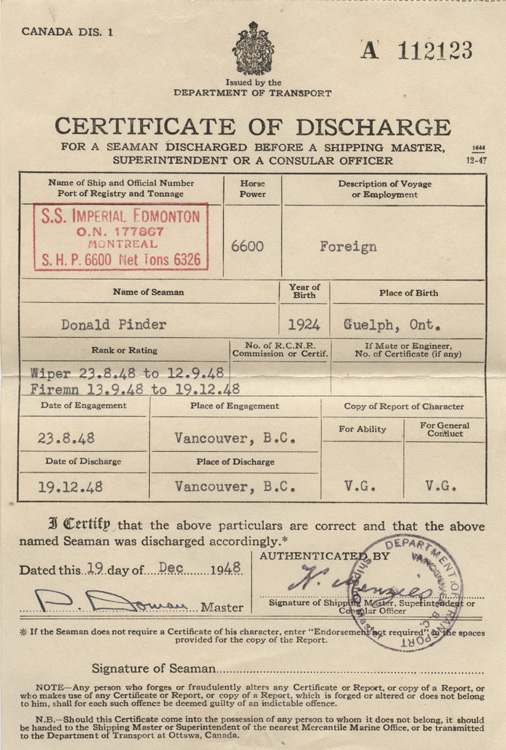 CANADA DIS. 1
A 112123
Issued by the
DEPARTMENT OF TRANSPORT
CERTIFICATE OF DISCHARGE
FOR A SEAMAN DISCHARGED BEFORE A SHIPPING MASTER,
SUPERINTENDENT OR A CONSULAR OFFICER
1644
12-47
Name of Ship and Official Number
Port of Registry and Tonnage
Horse
Power
Description of Voyage
or Employment
S.S. IMPERIAL EDMONTON
O.N. 177867
MONTREAL
S.H.P. 6600 Net Tons 6326
6600
Foreign
Name of Seaman
Year of
Birth
Place of Birth
Donald Pinder
1924
Guelph, Ont.
Rank or Rating
No. of R.C.N.R.
Commission or Certif.
If Mate or Engineer,
No. of Certificate (if any)
Wiper 23.8.48 to 12.9.48
Firemn 13.9.48 to 19.12.48
Date of Engagement
Place of Engagement
Copy of Report of Character
23.8.48
Vancouver, B.C.
For Ability
For General
Conduct
Date of Discharge
Place of Discharge
19.12.48
Vancouver, B.C.
V.G.
V.G.
I Certify that the above particulars are correct and that the above
named Seaman was discharged accordingly.*
Dated this 19 day of Dec 1948
AUTHENTICATED BY
Master
Signature of Shipping Master, Superintendent or
Consular Officer
DEPARTMENT OF TRANSPORT
VANCOUVER B.C.
* If the Seaman does not require a Certificate of his character, enter "Endorsement not required", in the spaces
provided for the copy of the Report.
Signature of Seaman
NOTE—Any person who forges or fraudulently alters any Certificate or Report, or copy of a Report, or
who makes use of any Certificate or Report, or copy of a Report, which is forged or altered or does not belong
to him, shall for each such offence be deemed guilty of an indictable offence.
N.B.—Should this Certificate come into the possession of any person to whom it does not belong, it should
be handed to the Shipping Master or Superintendent of the nearest Mercantile Marine Office, or be transmitted
to the Department of Transport at Ottawa, Canada.